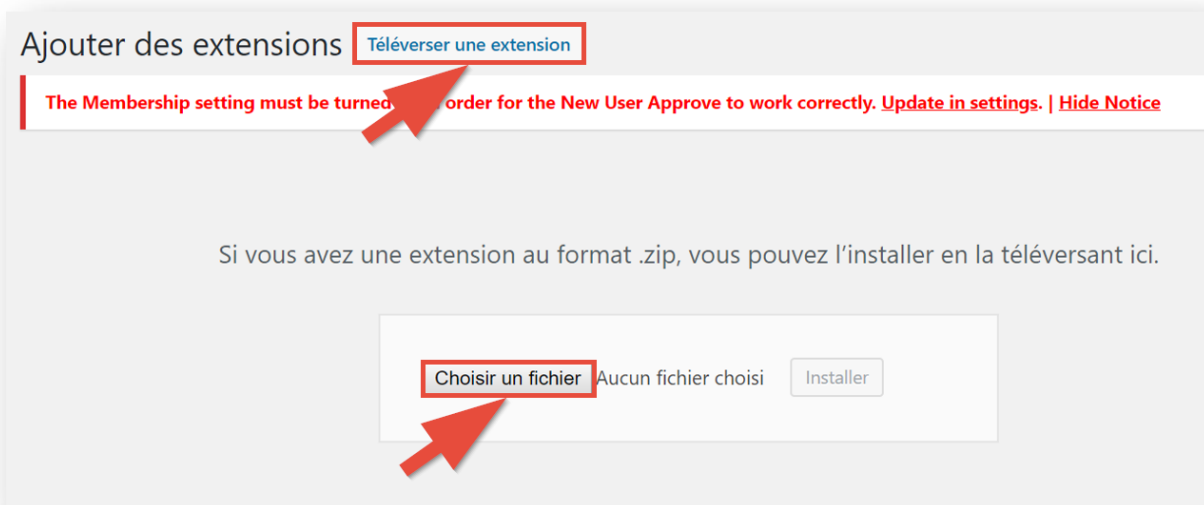 Ajouter des extensions Téléverser une extension
The Membership setting must be turned order for the New User Approve to work correctly. Update in settings. | Hide Notice
Si vous avez une extension au format .zip, vous pouvez l’installer en la téléversant ici.
Choisir un fichier Aucun fichier choisi Installer